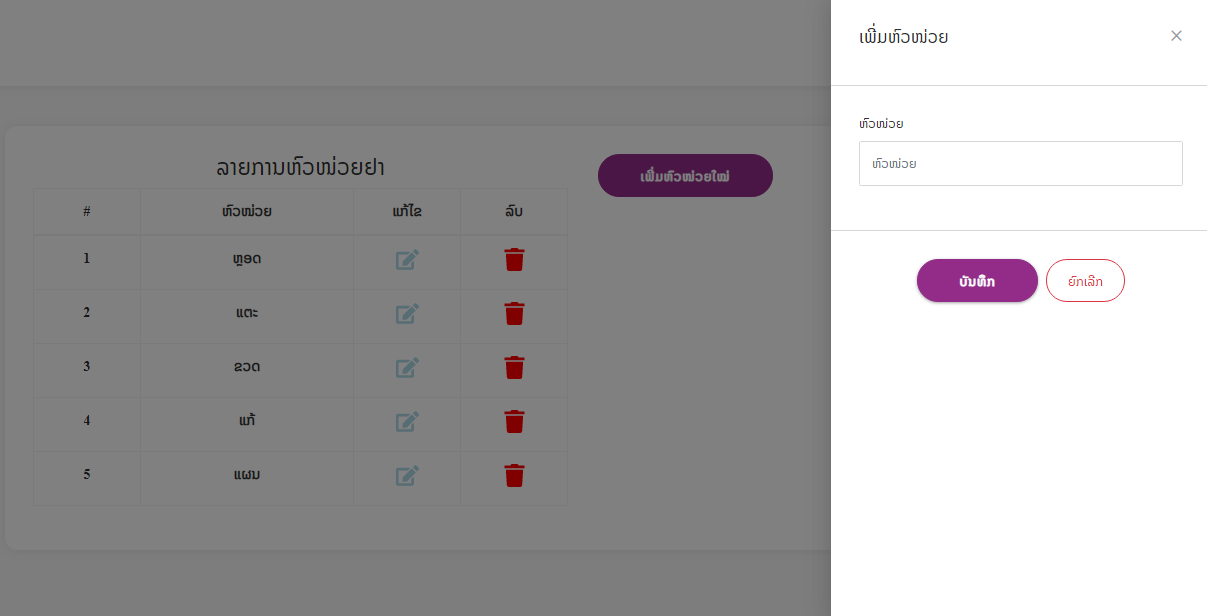 ເພີ່ມຫົວໜ່ວຍ
ຫົວໜ່ວຍ
ຫົວໜ່ວຍ
ບັນທຶກ ຍົກເລີກ
ລາຍການຫົວໜ່ວຍຢາ
ເພີ່ມຫົວໜ່ວຍໃໝ່
# ຫົວໜ່ວຍ ແກ້ໄຂ ລົບ
1 ຫຼອດ
2 ແຕະ
3 ຂວດ
4 ແກ້
5 ແຜນ